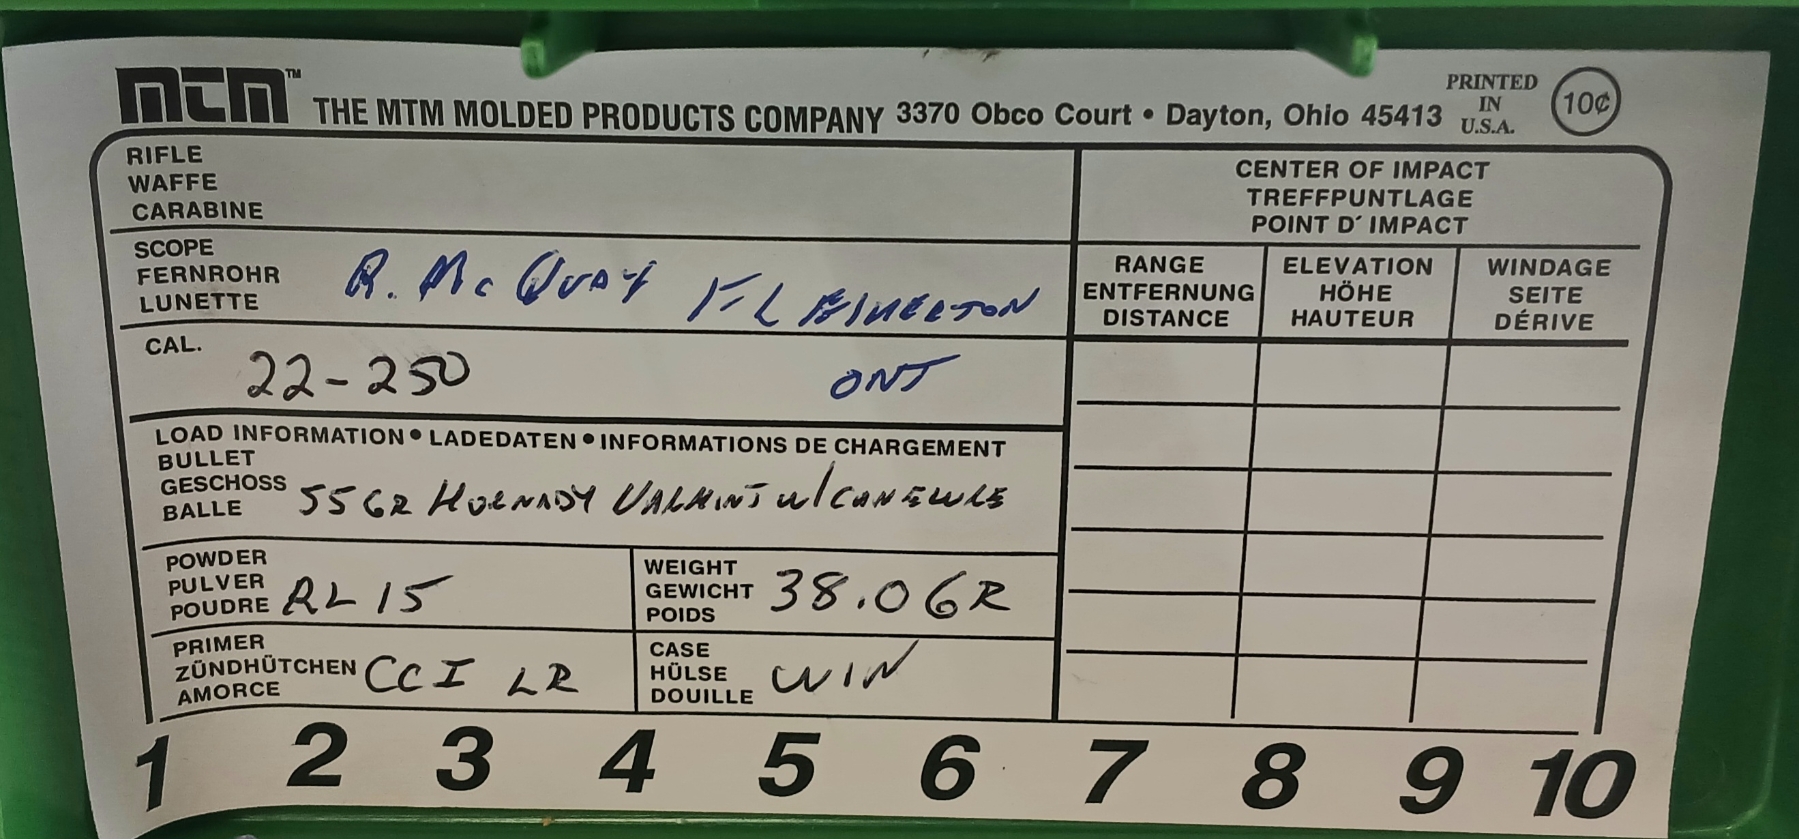 MTM™ THE MTM MOLDED PRODUCTS COMPANY 3370 Obco Court • Dayton, Ohio 45413 PRINTED IN U.S.A. 10¢
RIFLE
WAFFE
CARABINE
SCOPE
FERNROHR
LUNETTE
R. McQuay
CAL.
22-250
ONT
LOAD INFORMATION • LADEDATEN • INFORMATIONS DE CHARGEMENT
BULLET
GESCHOSS
BALLE
55 GR HORNADY VARMINT W/CANELURE
POWDER
PULVER
POUDRE
RL 15
WEIGHT
GEWICHT
POIDS
38.0 GR
PRIMER
ZÜNDHÜTCHEN
AMORCE
CCI LR
CASE
HÜLSE
DOUILLE
WIN
CENTER OF IMPACT
TREFFPUNTLAGE
POINT D´ IMPACT
RANGE
ENTFERNUNG
DISTANCE
ELEVATION
HÖHE
HAUTEUR
WINDAGE
SEITE
DÉRIVE
1 2 3 4 5 6 7 8 9 10